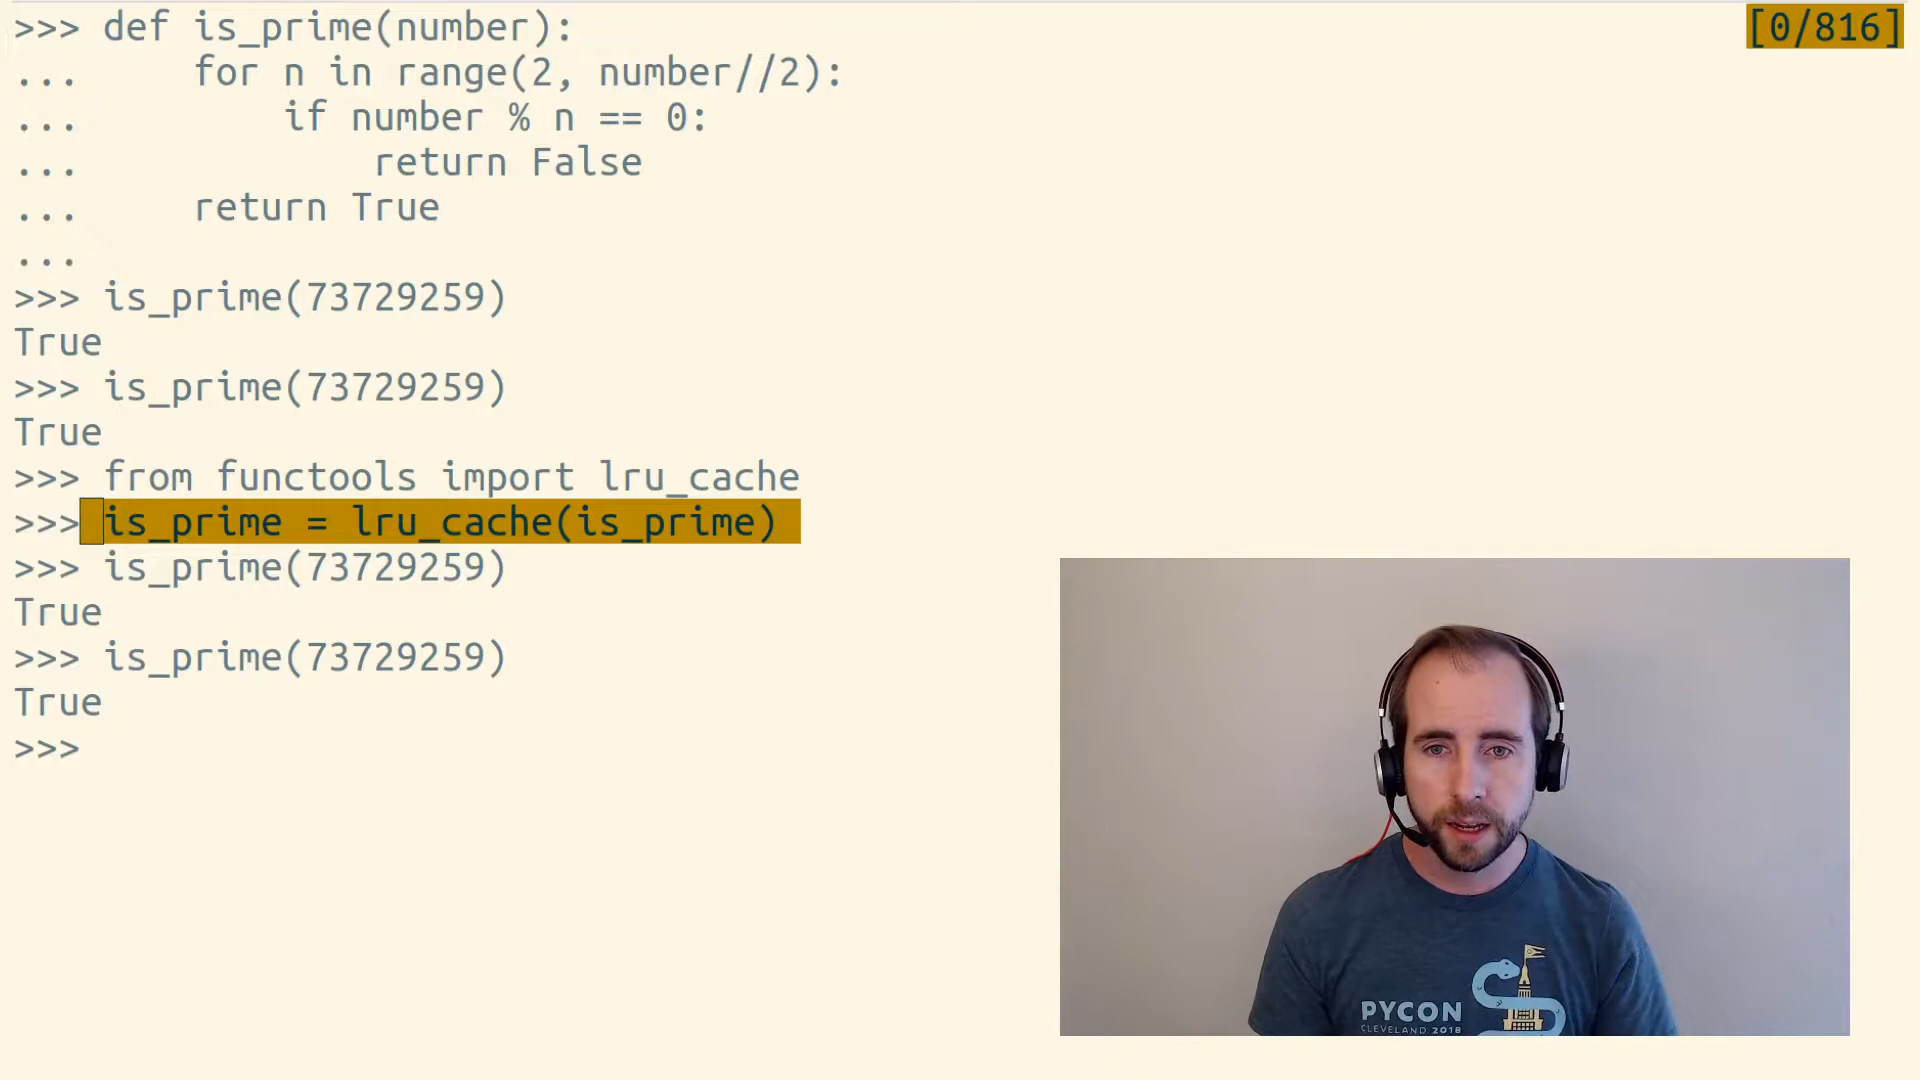 >>> def is_prime(number):
[0/816]
...     for n in range(2, number//2):
...         if number % n == 0:
...             return False
...     return True
...
>>> is_prime(73729259)
True
>>> is_prime(73729259)
True
>>> from functools import lru_cache
>>> is_prime = lru_cache(is_prime)
>>> is_prime(73729259)
True
>>> is_prime(73729259)
True
>>>
PYCON
CLEVELAND 2018